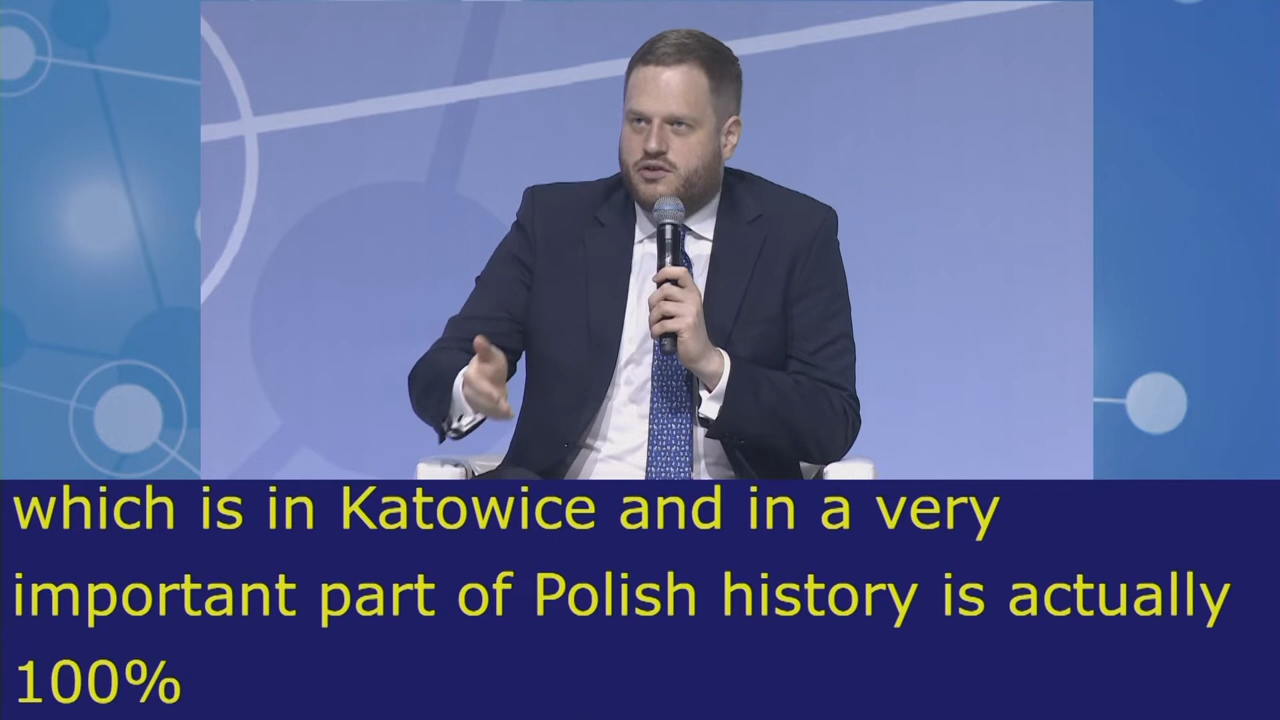 which is in Katowice and in a very
important part of Polish history is actually
100%